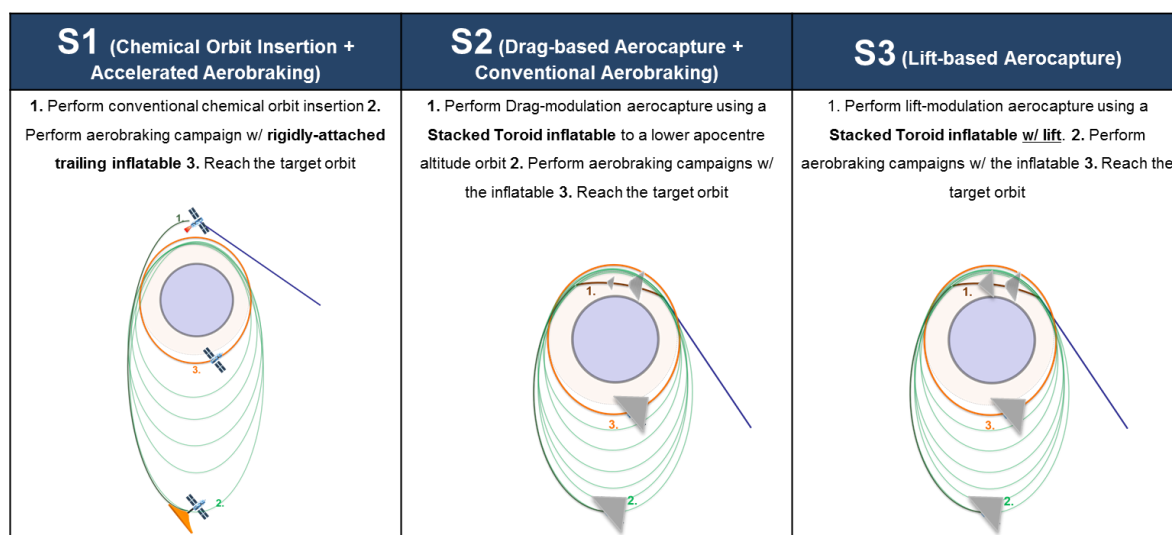 S1 (Chemical Orbit Insertion +
Accelerated Aerobraking)
1. Perform conventional chemical orbit insertion 2.
Perform aerobraking campaign w/ rigidly-attached
trailing inflatable 3. Reach the target orbit
1.
3.
2.
S2 (Drag-based Aerocapture +
Conventional Aerobraking)
1. Perform Drag-modulation aerocapture using a
Stacked Toroid inflatable to a lower apocentre
altitude orbit 2. Perform aerobraking campaigns w/
the inflatable 3. Reach the target orbit
1.
3.
2.
S3 (Lift-based Aerocapture)
1. Perform lift-modulation aerocapture using a
Stacked Toroid inflatable w/ lift. 2. Perform
aerobraking campaigns w/ the inflatable 3. Reach the
target orbit
1.
3.
2.